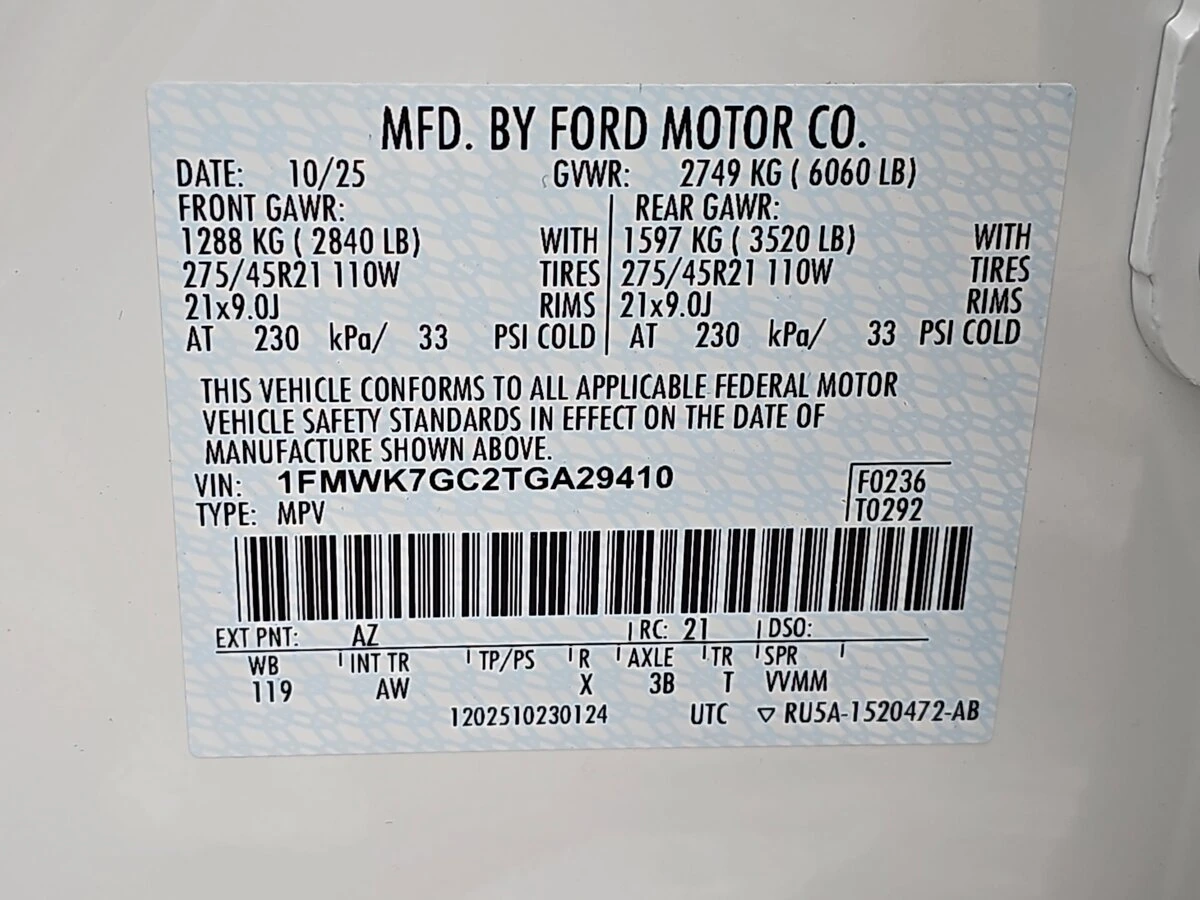 MFD. BY FORD MOTOR CO.
DATE: 10/25 GVWR: 2749 KG ( 6060 LB)
FRONT GAWR: REAR GAWR:
1288 KG ( 2840 LB) WITH 1597 KG ( 3520 LB) WITH
275/45R21 110W TIRES 275/45R21 110W TIRES
21x9.0J RIMS 21x9.0J RIMS
AT 230 kPa/ 33 PSI COLD AT 230 kPa/ 33 PSI COLD
THIS VEHICLE CONFORMS TO ALL APPLICABLE FEDERAL MOTOR
VEHICLE SAFETY STANDARDS IN EFFECT ON THE DATE OF
MANUFACTURE SHOWN ABOVE.
VIN: 1FMWK7GC2TGA29410 F0236
TYPE: MPV T0292
EXT PNT: AZ RC: 21 DSO:
WB INT TR TP/PS R AXLE TR SPR
119 AW X 3B T VVMM
1202510230124 UTC ▽ RU5A-1520472-AB